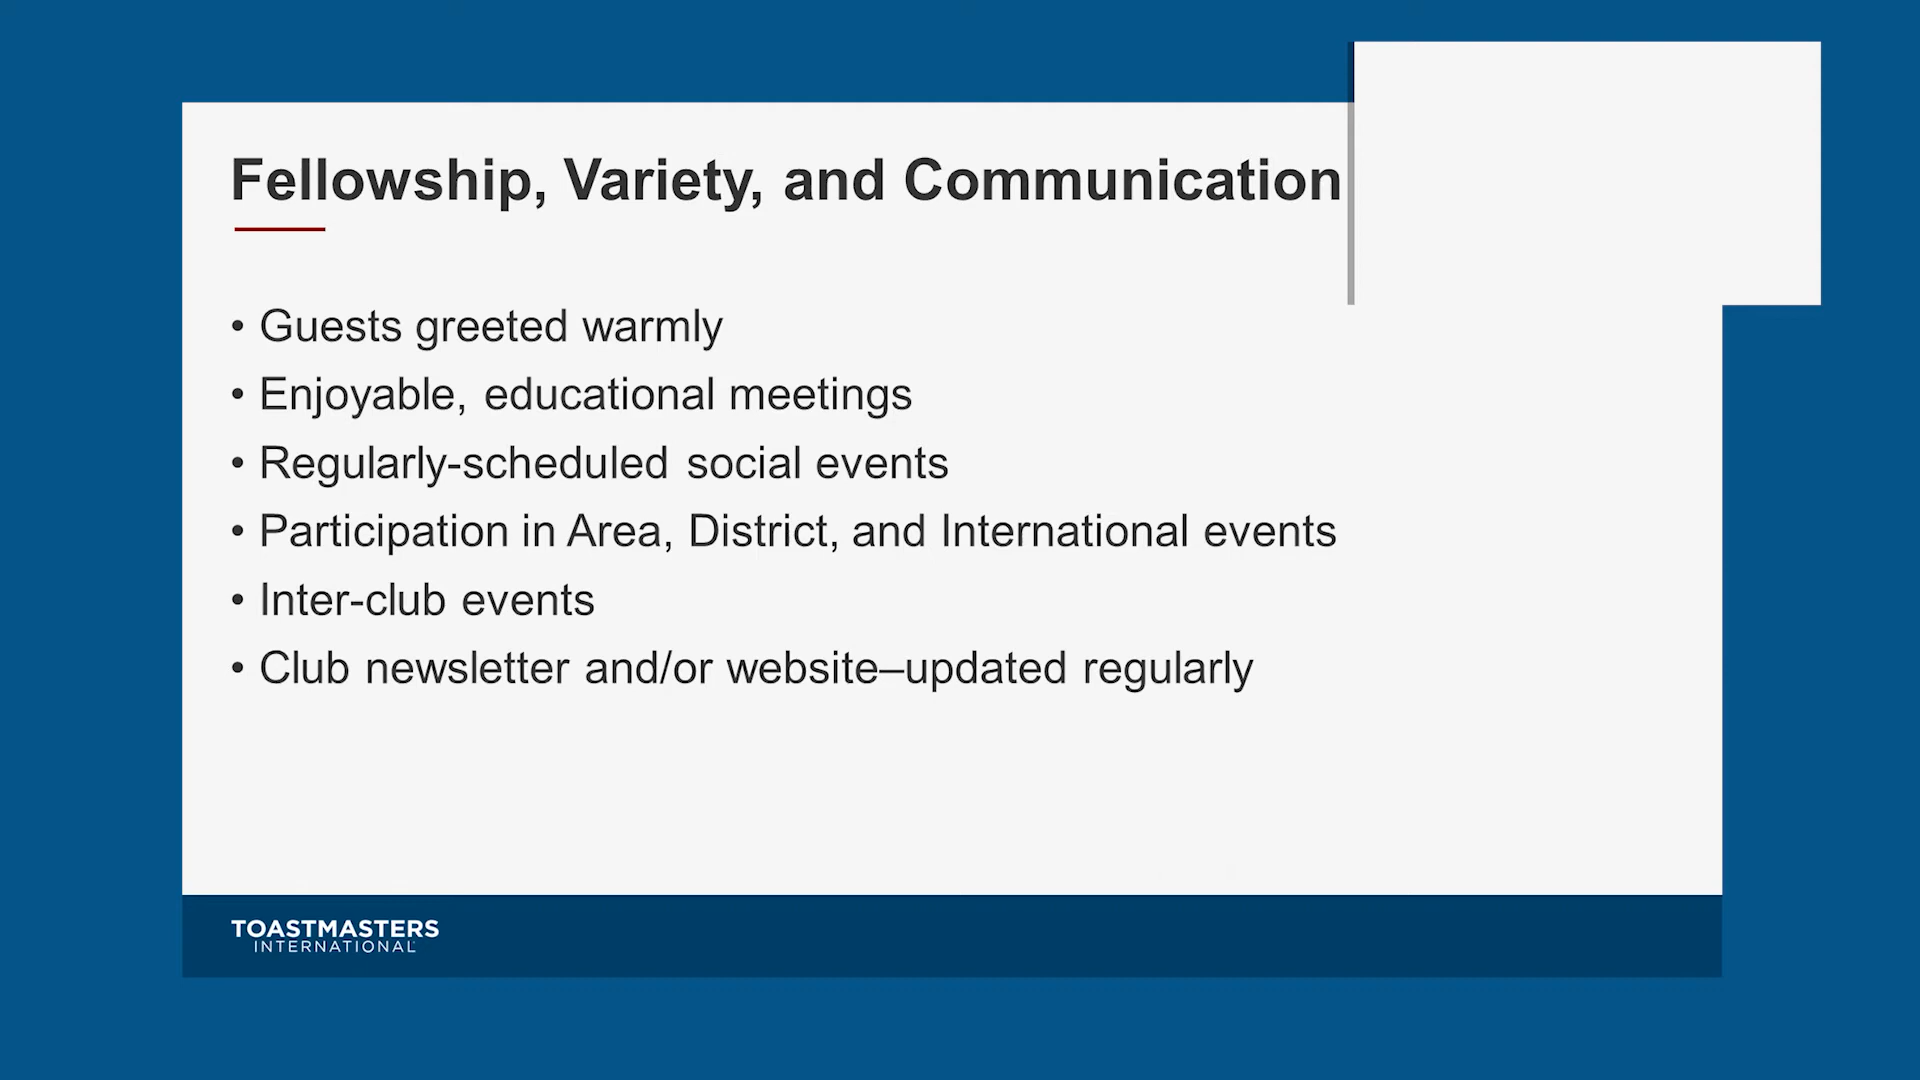 Fellowship, Variety, and Communication
• Guests greeted warmly
• Enjoyable, educational meetings
• Regularly-scheduled social events
• Participation in Area, District, and International events
• Inter-club events
• Club newsletter and/or website–updated regularly
TOASTMASTERS
INTERNATIONAL